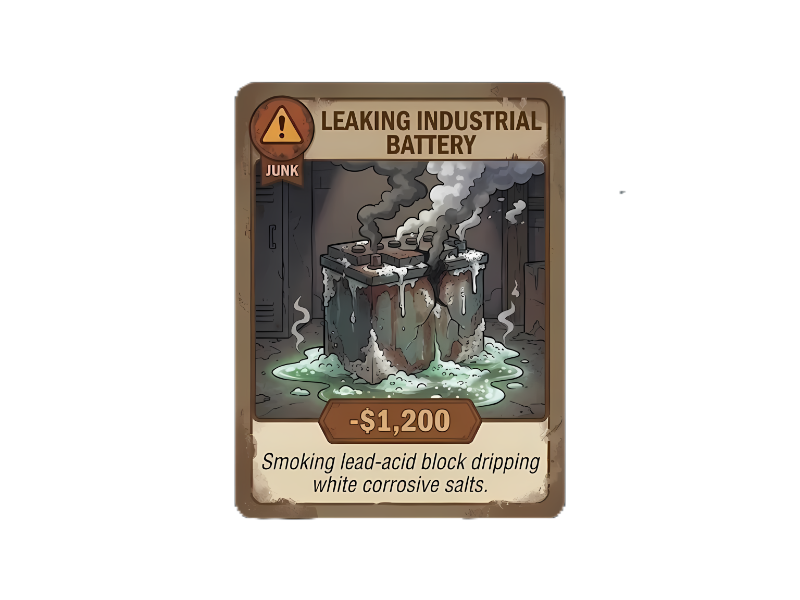 LEAKING INDUSTRIAL
BATTERY
JUNK
-$1,200
Smoking lead-acid block dripping
white corrosive salts.